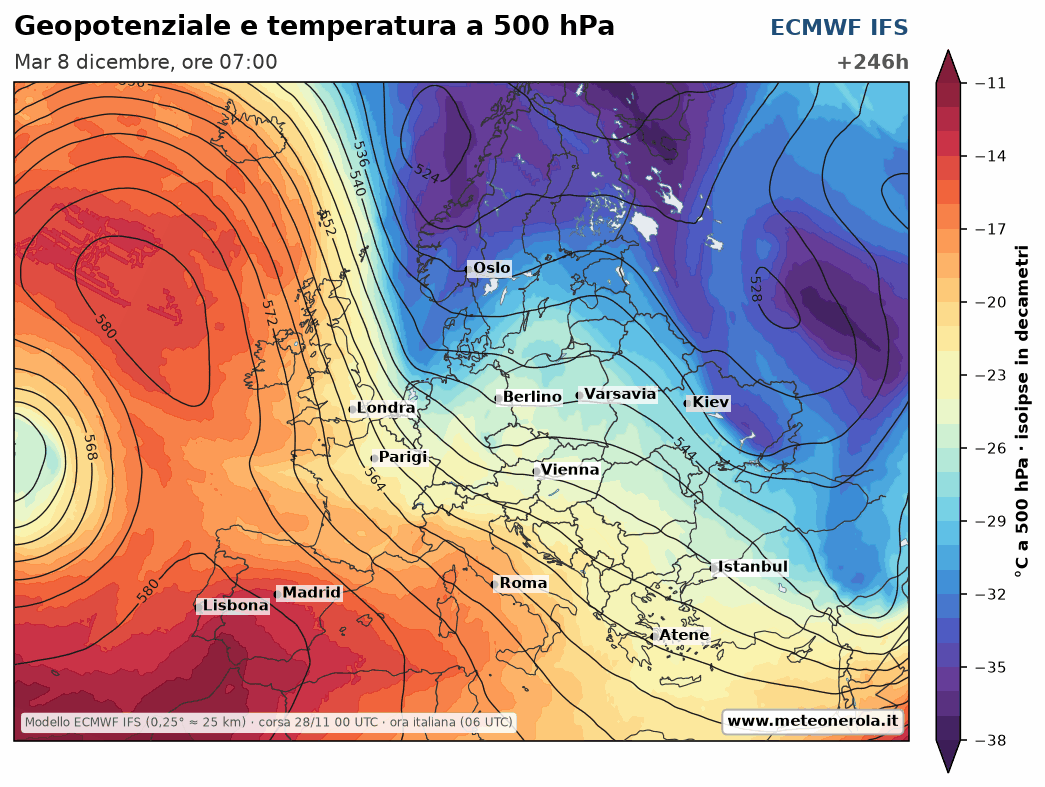 Geopotenziale e temperatura a 500 hPa
ECMWF IFS
Mar 8 dicembre, ore 07:00
+246h
536
540
552
524
572
580
528
568
544
564
580
Oslo
Londra
Berlino
Varsavia
Kiev
Parigi
Vienna
Istanbul
Roma
Madrid
Lisbona
Atene
−11
−14
−17
−20
−23
−26
−29
−32
−35
−38
°C a 500 hPa · isoipse in decametri
Modello ECMWF IFS (0,25° ≈ 25 km) · corsa 28/11 00 UTC · ora italiana (06 UTC)
www.meteonerola.it